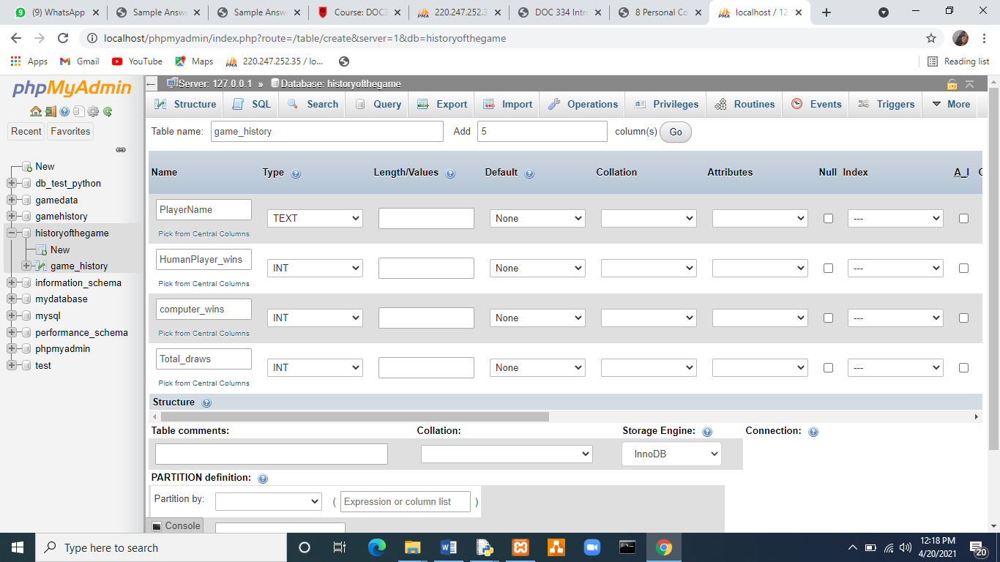 (9) WhatsApp
Sample Answ
Sample Answ
Course: DOC3
220.247.252.3
DOC 334 Intr
8 Personal Co
localhost / 12
localhost/phpmyadmin/index.php?route=/table/create&server=1&db=historyofthegame
Apps
Gmail
YouTube
Maps
220.247.252.35 / lo...
Reading list
phpMyAdmin
Recent
Favorites
New
db_test_python
gamedata
gamehistory
historyofthegame
New
game_history
information_schema
mydatabase
mysql
performance_schema
phpmyadmin
test
Server: 127.0.0.1 » Database: historyofthegame
Structure
SQL
Search
Query
Export
Import
Operations
Privileges
Routines
Events
Triggers
More
Table name: game_history Add 5 column(s) Go
Name Type Length/Values Default Collation Attributes Null Index A_I
PlayerName TEXT None ---
Pick from Central Columns
HumanPlayer_wins INT None ---
Pick from Central Columns
computer_wins INT None ---
Pick from Central Columns
Total_draws INT None ---
Pick from Central Columns
Structure
Table comments: Collation: Storage Engine: Connection:
InnoDB
PARTITION definition:
Partition by: ( Expression or column list )
Console
Type here to search
12:18 PM
4/20/2021
20